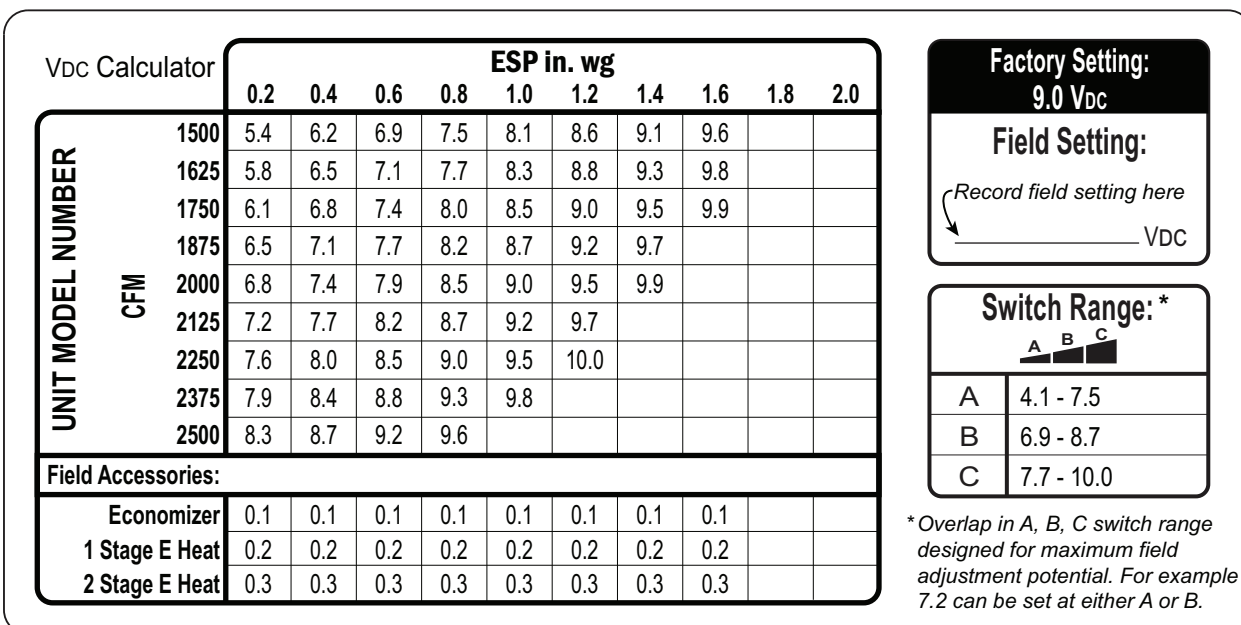 VDC Calculator
ESP in. wg
0.2 0.4 0.6 0.8 1.0 1.2 1.4 1.6 1.8 2.0
UNIT MODEL NUMBER
CFM
1500 5.4 6.2 6.9 7.5 8.1 8.6 9.1 9.6
1625 5.8 6.5 7.1 7.7 8.3 8.8 9.3 9.8
1750 6.1 6.8 7.4 8.0 8.5 9.0 9.5 9.9
1875 6.5 7.1 7.7 8.2 8.7 9.2 9.7
2000 6.8 7.4 7.9 8.5 9.0 9.5 9.9
2125 7.2 7.7 8.2 8.7 9.2 9.7
2250 7.6 8.0 8.5 9.0 9.5 10.0
2375 7.9 8.4 8.8 9.3 9.8
2500 8.3 8.7 9.2 9.6
Field Accessories:
Economizer 0.1 0.1 0.1 0.1 0.1 0.1 0.1 0.1
1 Stage E Heat 0.2 0.2 0.2 0.2 0.2 0.2 0.2 0.2
2 Stage E Heat 0.3 0.3 0.3 0.3 0.3 0.3 0.3 0.3
Factory Setting:
9.0 VDC
Field Setting:
Record field setting here
VDC
Switch Range: *
A B C
A 4.1 - 7.5
B 6.9 - 8.7
C 7.7 - 10.0
* Overlap in A, B, C switch range
designed for maximum field
adjustment potential. For example
7.2 can be set at either A or B.